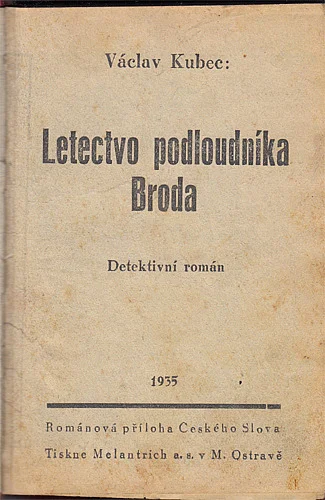 Václav Kubec:
Letectvo podloudníka
Broda
Detektivní román
1935
Románová příloha Českého Slova
Tiskne Melantrich a. s. v M. Ostravě